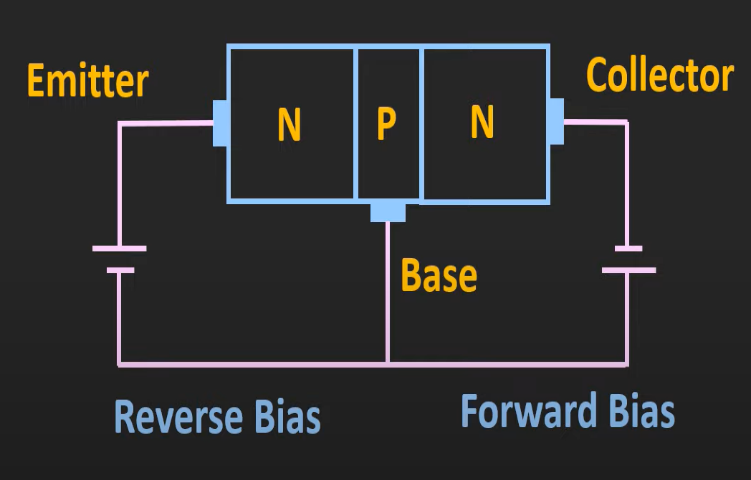 Emitter
Collector
N
P
N
Base
Reverse Bias
Forward Bias